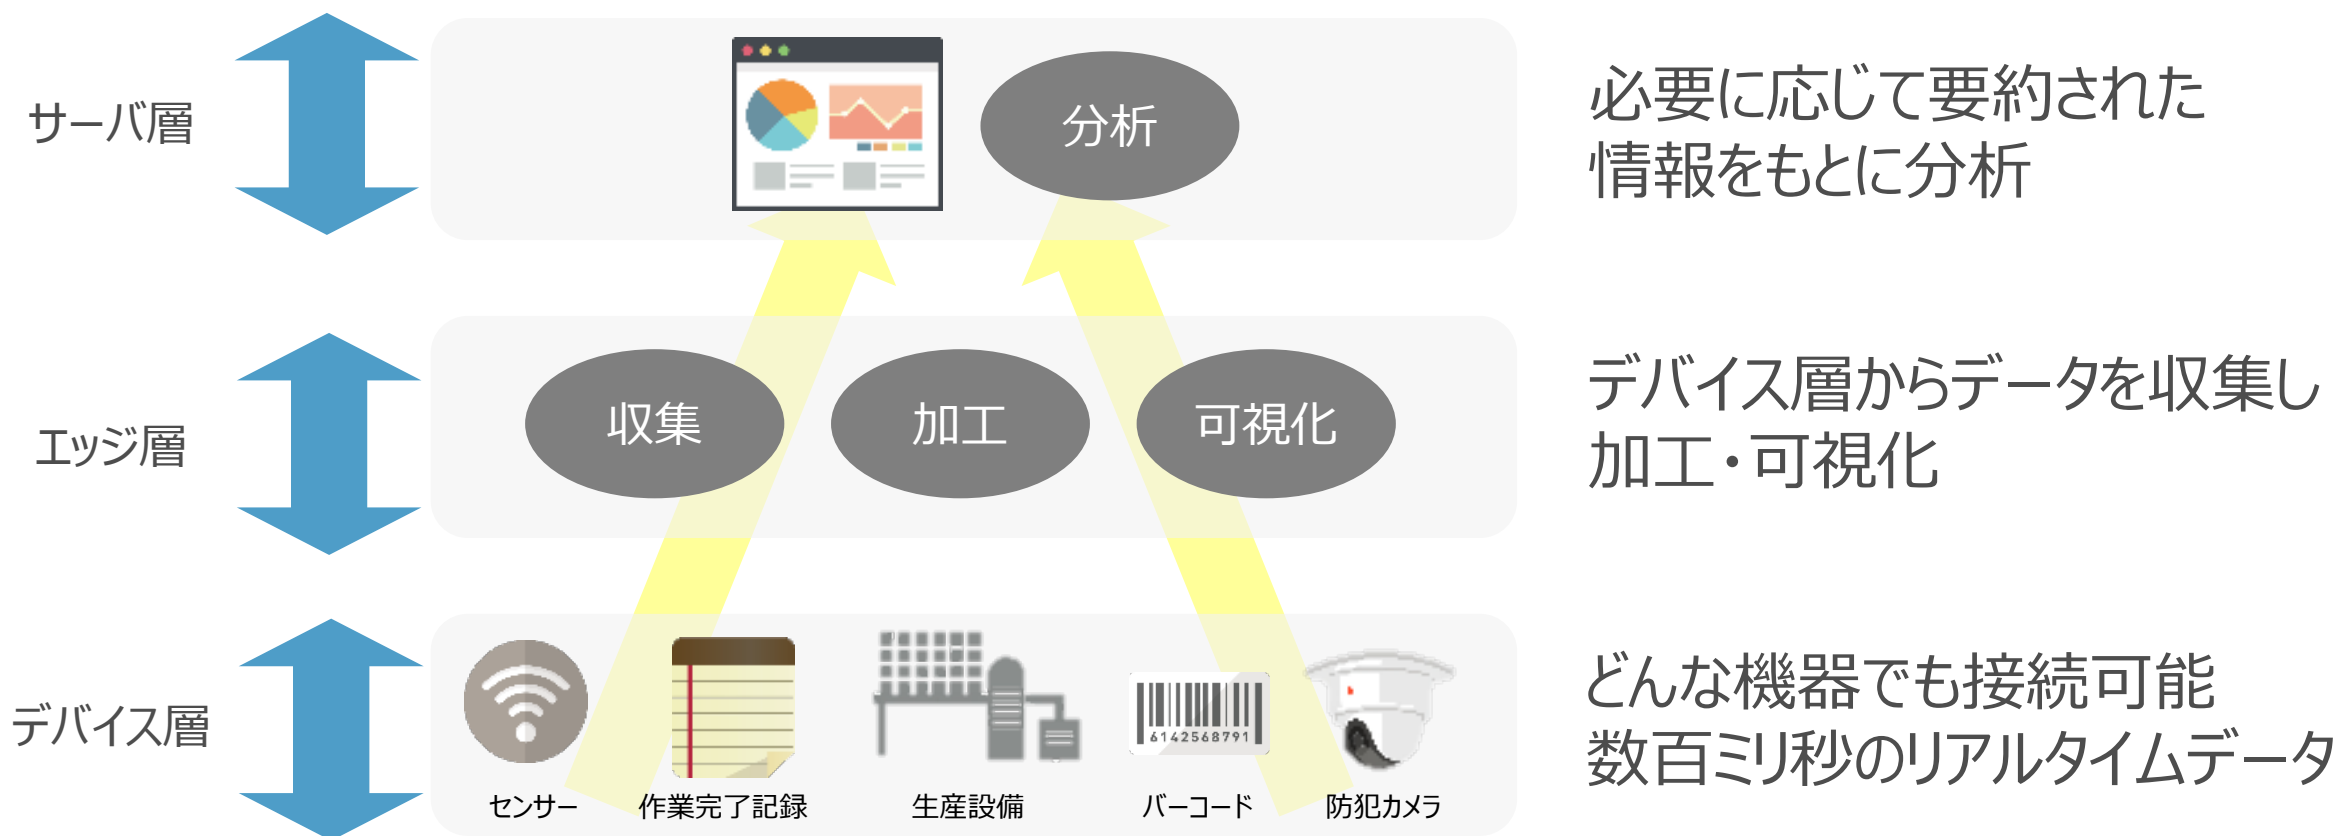 サーバ層
分析
必要に応じて要約された
情報をもとに分析
エッジ層
収集
加工
可視化
デバイス層からデータを収集し
加工・可視化
デバイス層
6142568791
センサー
作業完了記録
生産設備
バーコード
防犯カメラ
どんな機器でも接続可能
数百ミリ秒のリアルタイムデータ